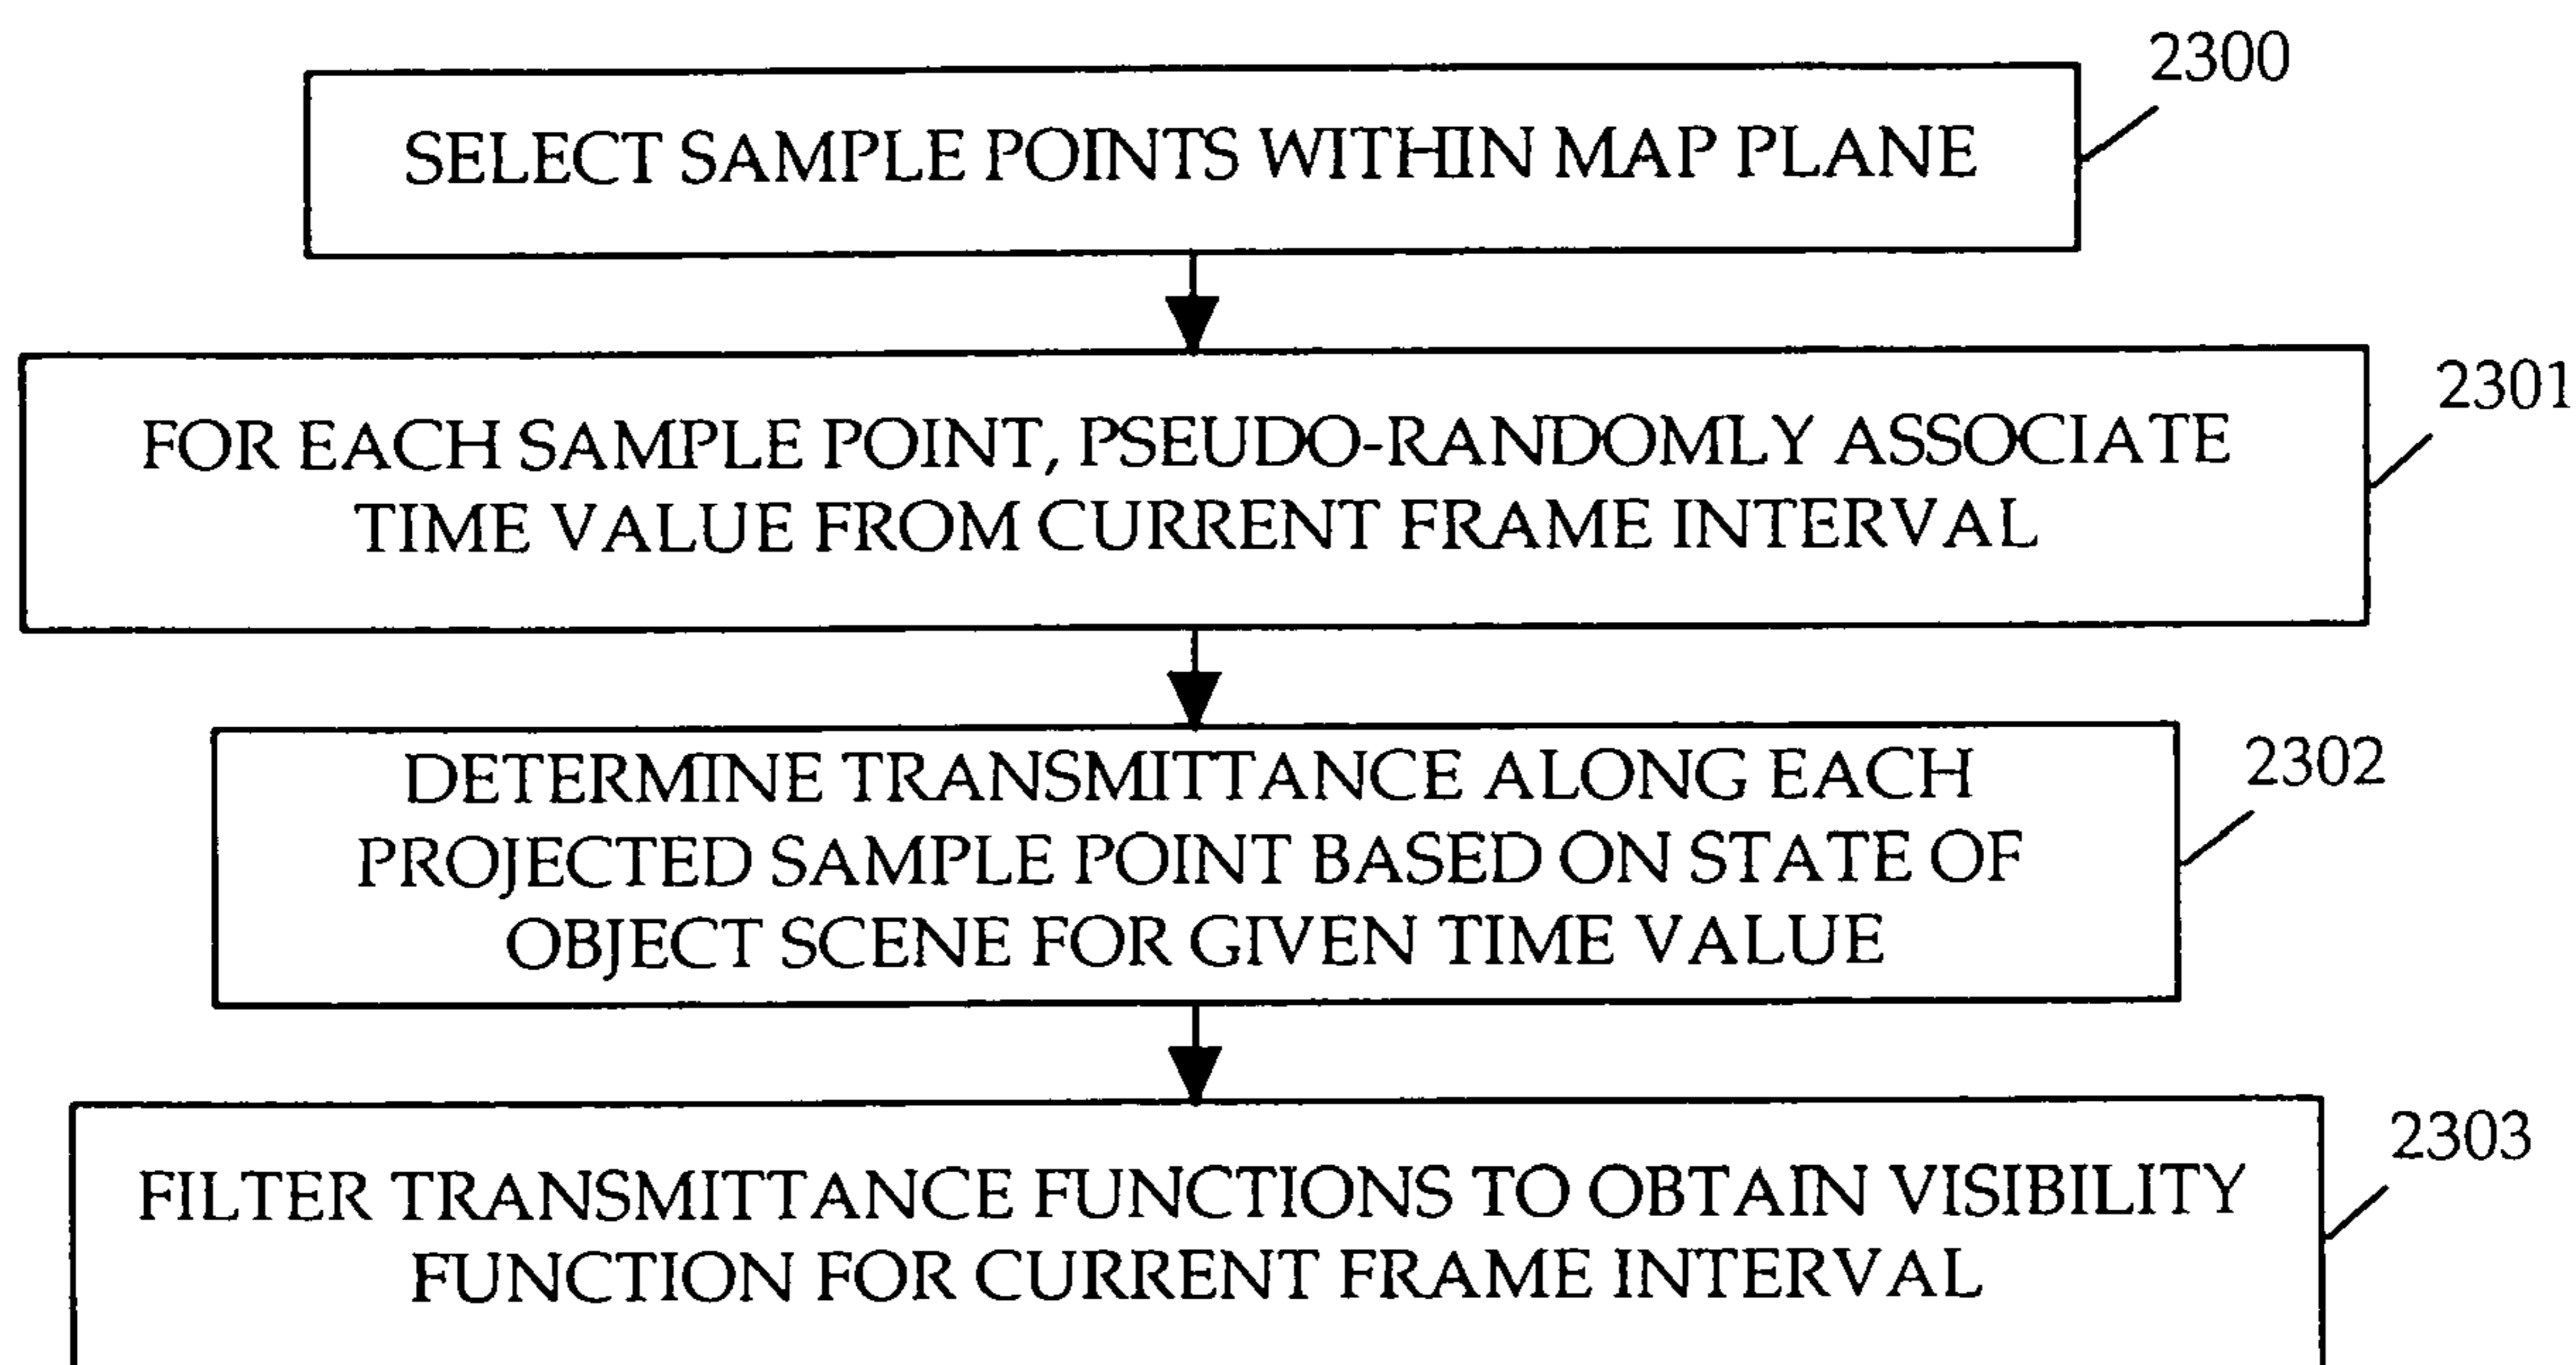 2300
SELECT SAMPLE POINTS WITHIN MAP PLANE
2301
FOR EACH SAMPLE POINT, PSEUDO-RANDOMLY ASSOCIATE
TIME VALUE FROM CURRENT FRAME INTERVAL
2302
DETERMINE TRANSMITTANCE ALONG EACH
PROJECTED SAMPLE POINT BASED ON STATE OF
OBJECT SCENE FOR GIVEN TIME VALUE
2303
FILTER TRANSMITTANCE FUNCTIONS TO OBTAIN VISIBILITY
FUNCTION FOR CURRENT FRAME INTERVAL